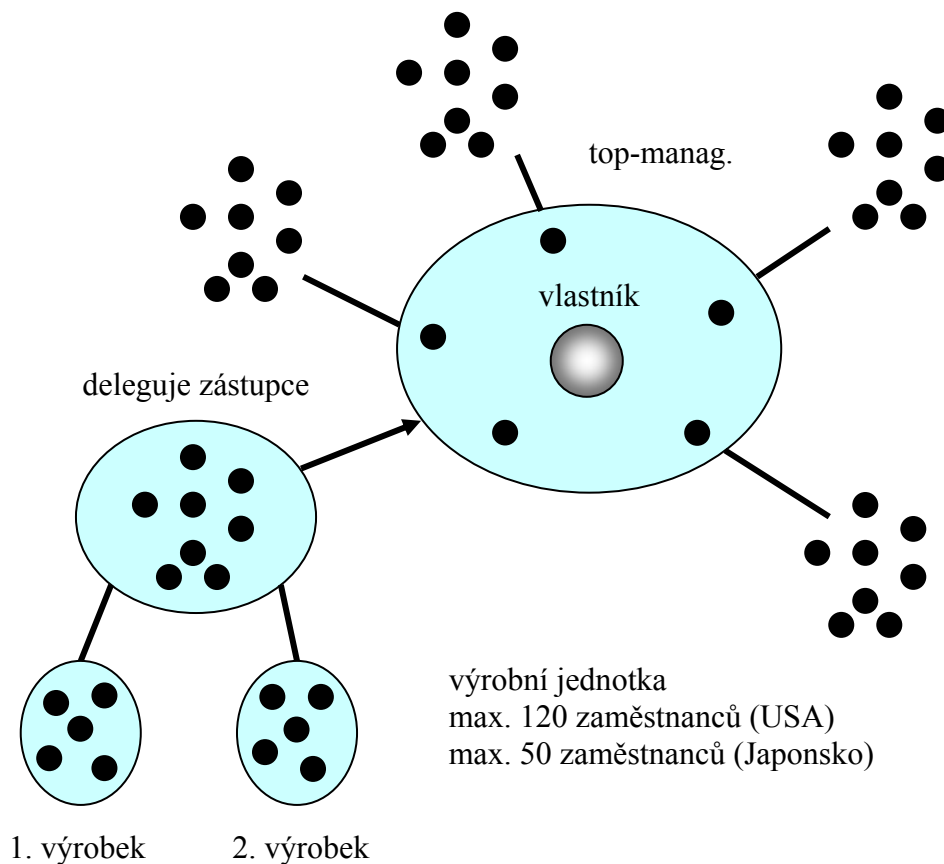 top-manag.
vlastník
deleguje zástupce
výrobní jednotka
max. 120 zaměstnanců (USA)
max. 50 zaměstnanců (Japonsko)
1. výrobek
2. výrobek